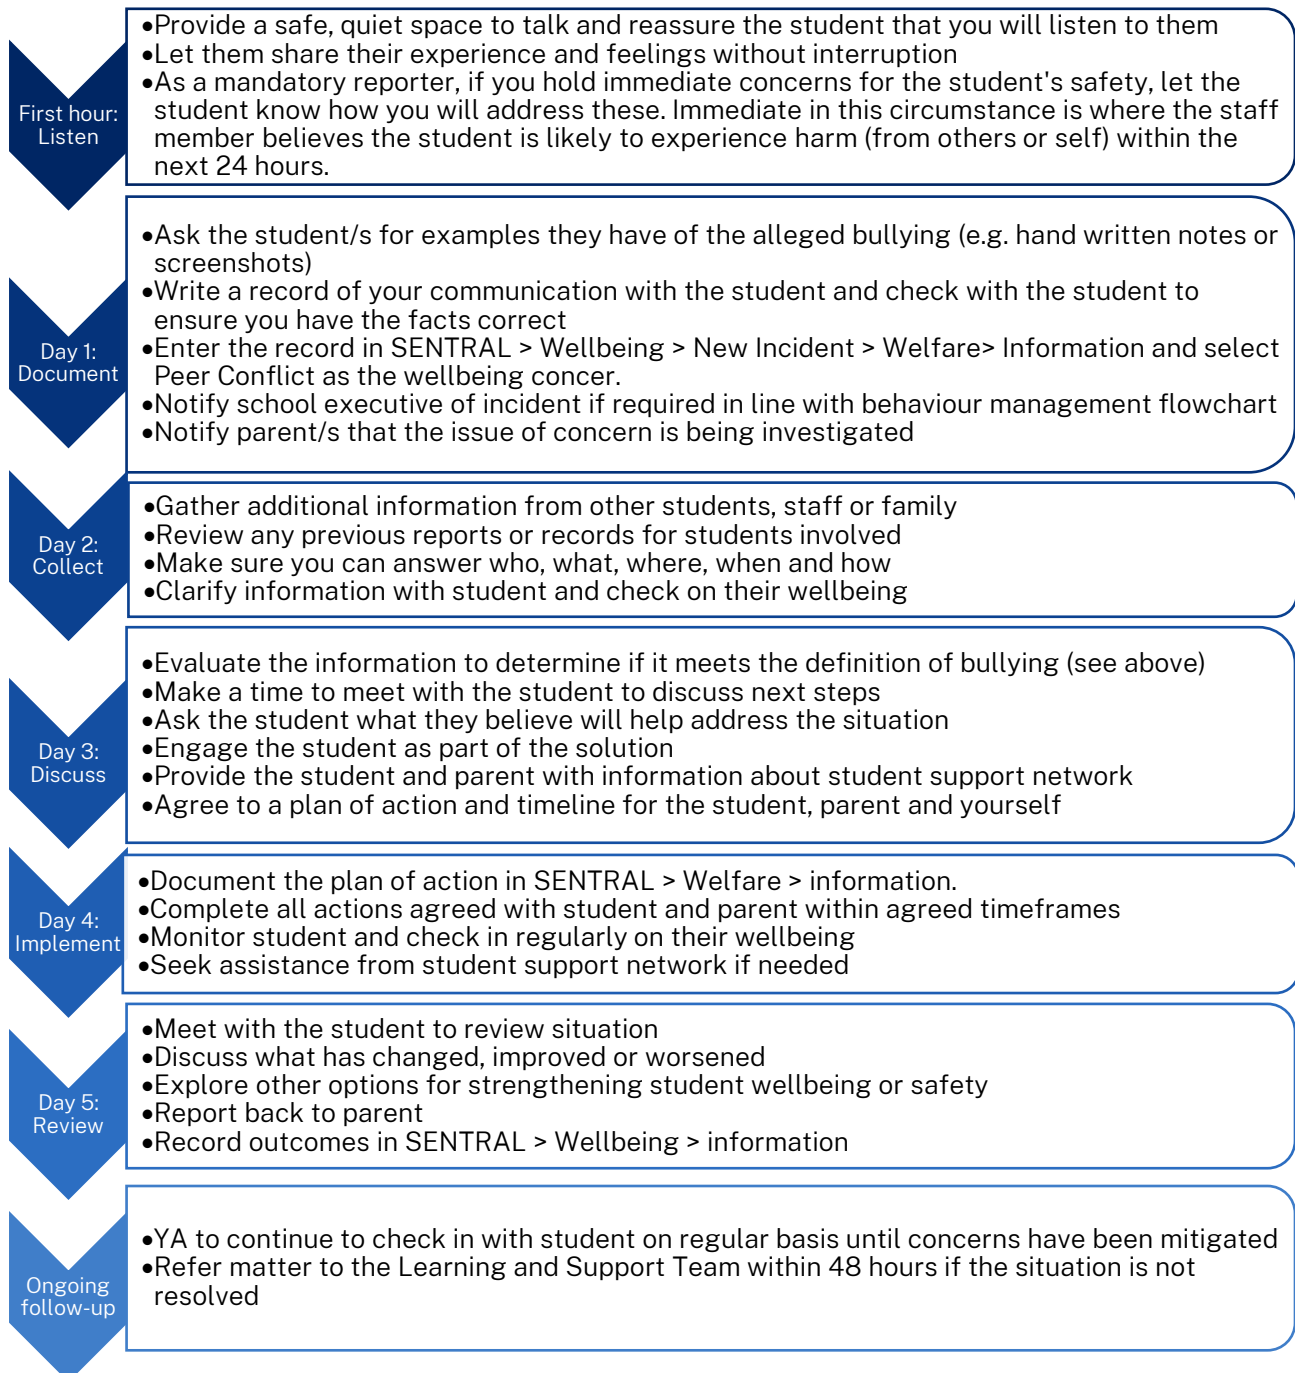 First hour:
Listen
•Provide a safe, quiet space to talk and reassure the student that you will listen to them
•Let them share their experience and feelings without interruption
•As a mandatory reporter, if you hold immediate concerns for the student's safety, let the
student know how you will address these. Immediate in this circumstance is where the staff
member believes the student is likely to experience harm (from others or self) within the
next 24 hours.
Day 1:
Document
•Ask the student/s for examples they have of the alleged bullying (e.g. hand written notes or
screenshots)
•Write a record of your communication with the student and check with the student to
ensure you have the facts correct
•Enter the record in SENTRAL > Wellbeing > New Incident > Welfare> Information and select
Peer Conflict as the wellbeing concer.
•Notify school executive of incident if required in line with behaviour management flowchart
•Notify parent/s that the issue of concern is being investigated
Day 2:
Collect
•Gather additional information from other students, staff or family
•Review any previous reports or records for students involved
•Make sure you can answer who, what, where, when and how
•Clarify information with student and check on their wellbeing
Day 3:
Discuss
•Evaluate the information to determine if it meets the definition of bullying (see above)
•Make a time to meet with the student to discuss next steps
•Ask the student what they believe will help address the situation
•Engage the student as part of the solution
•Provide the student and parent with information about student support network
•Agree to a plan of action and timeline for the student, parent and yourself
Day 4:
Implement
•Document the plan of action in SENTRAL > Welfare > information.
•Complete all actions agreed with student and parent within agreed timeframes
•Monitor student and check in regularly on their wellbeing
•Seek assistance from student support network if needed
Day 5:
Review
•Meet with the student to review situation
•Discuss what has changed, improved or worsened
•Explore other options for strengthening student wellbeing or safety
•Report back to parent
•Record outcomes in SENTRAL > Wellbeing > information
Ongoing
follow-up
•YA to continue to check in with student on regular basis until concerns have been mitigated
•Refer matter to the Learning and Support Team within 48 hours if the situation is not
resolved